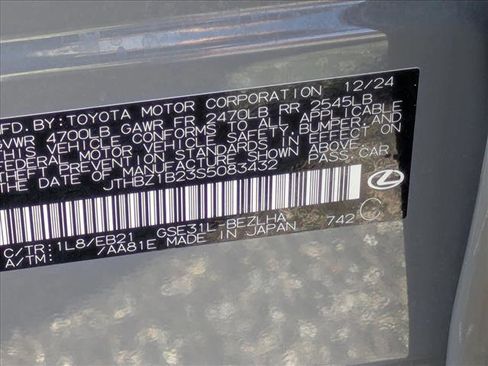 MFD. BY: TOYOTA MOTOR CORPORATION 12/24
GVWR 4700LB GAWR FR 2470LB RR 2545LB
THIS VEHICLE CONFORMS TO ALL APPLICABLE
FEDERAL MOTOR VEHICLE SAFETY, BUMPER, AND
THEFT PREVENTION STANDARDS IN EFFECT ON
THE DATE OF MANUFACTURE SHOWN ABOVE.
JTHBZ1B23S5083432 PASS.CAR
C/TR: 1L8/EB21 GSE31L-BEZLHA 742
A/TM: 7AA81E MADE IN JAPAN